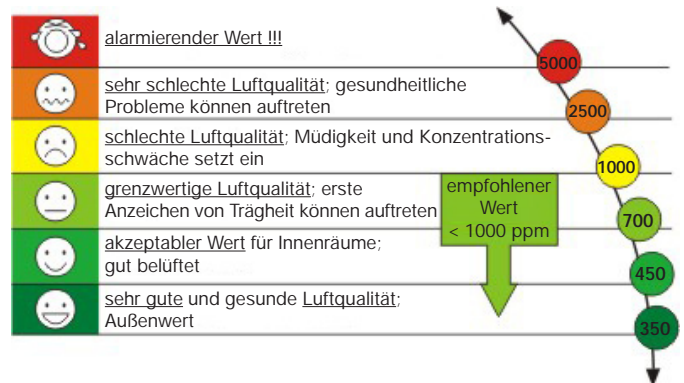 alarmierender Wert !!!
5000
sehr schlechte Luftqualität; gesundheitliche
Probleme können auftreten
2500
schlechte Luftqualität; Müdigkeit und Konzentrations-
schwäche setzt ein
1000
grenzwertige Luftqualität; erste
Anzeichen von Trägheit können auftreten
empfohlener
Wert
< 1000 ppm
700
akzeptabler Wert für Innenräume;
gut belüftet
450
sehr gute und gesunde Luftqualität;
Außenwert
350